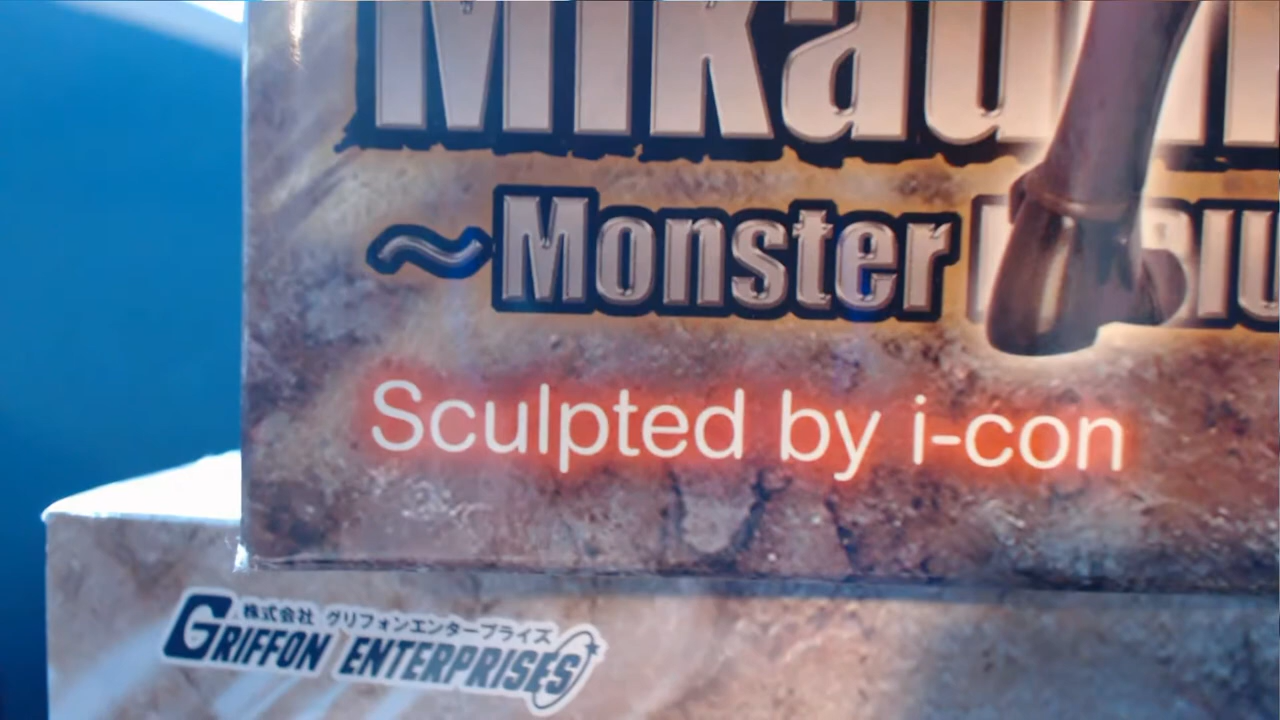 ~Monster
Sculpted by i-con
株式会社 グリフォンエンタープライズ
GRIFFON ENTERPRISES